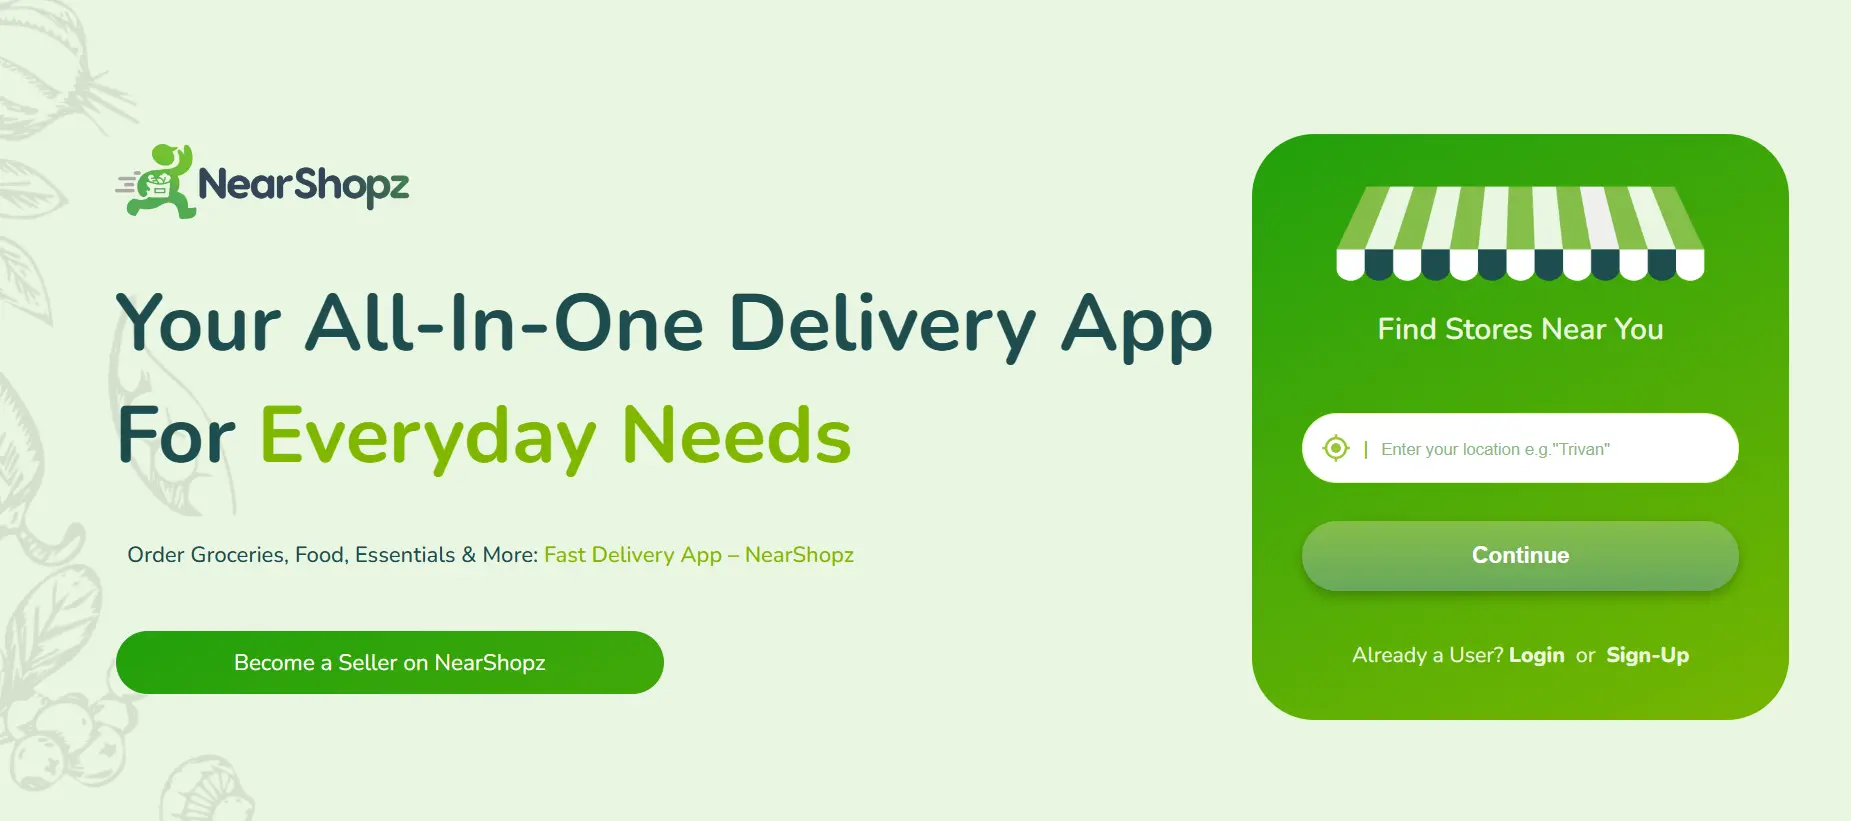 NearShopz
Your All-In-One Delivery App
For Everyday Needs
Order Groceries, Food, Essentials & More: Fast Delivery App – NearShopz
Become a Seller on NearShopz
Find Stores Near You
Enter your location e.g."Trivan"
Continue
Already a User? Login or Sign-Up